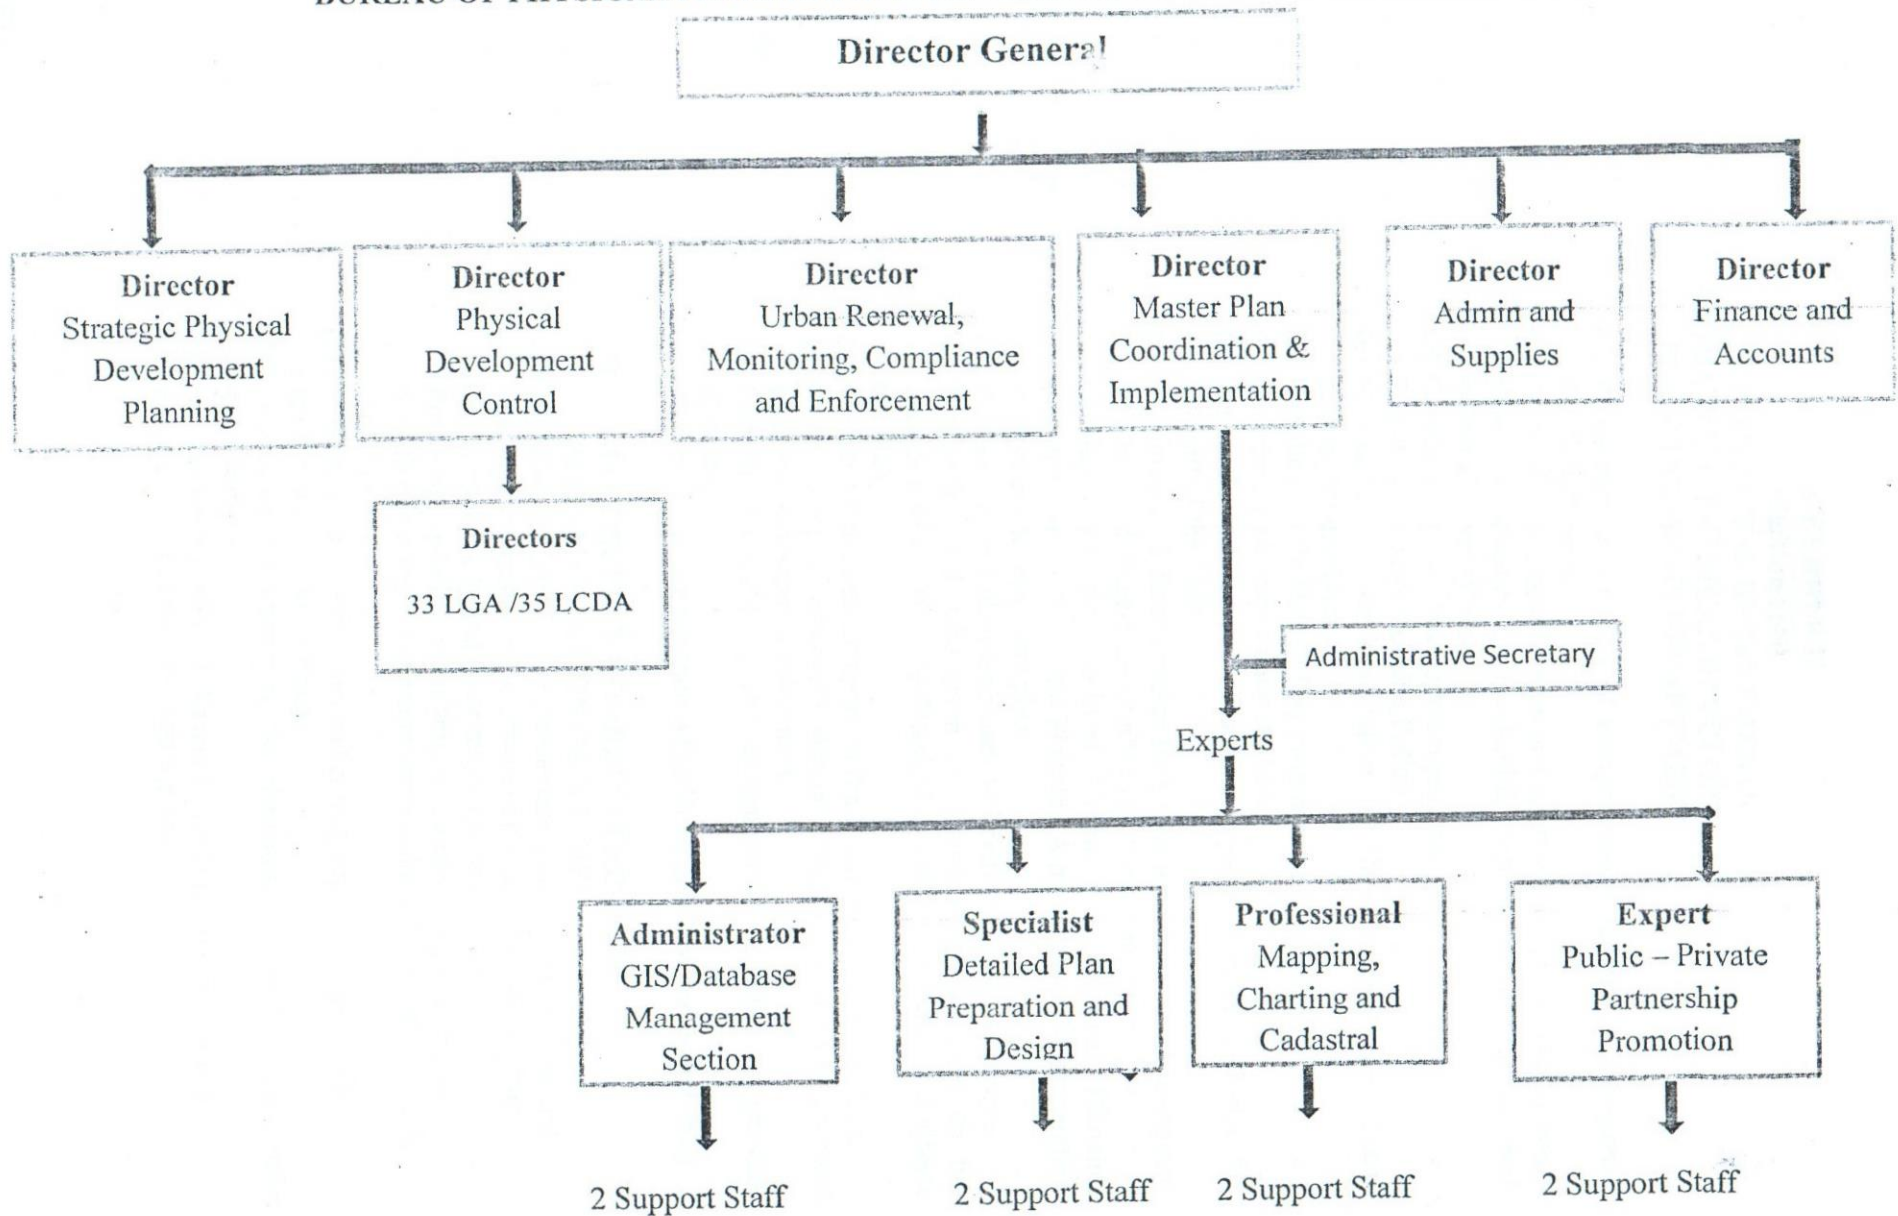 BUREAU OF
Director General
Director
Strategic Physical
Development
Planning
Director
Physical
Development
Control
Director
Urban Renewal,
Monitoring, Compliance
and Enforcement
Director
Master Plan
Coordination &
Implementation
Director
Admin and
Supplies
Director
Finance and
Accounts
Directors
33 LGA /35 LCDA
Administrative Secretary
Experts
Administrator
GIS/Database
Management
Section
Specialist
Detailed Plan
Preparation and
Design
Professional
Mapping,
Charting and
Cadastral
Expert
Public – Private
Partnership
Promotion
2 Support Staff
2 Support Staff
2 Support Staff
2 Support Staff